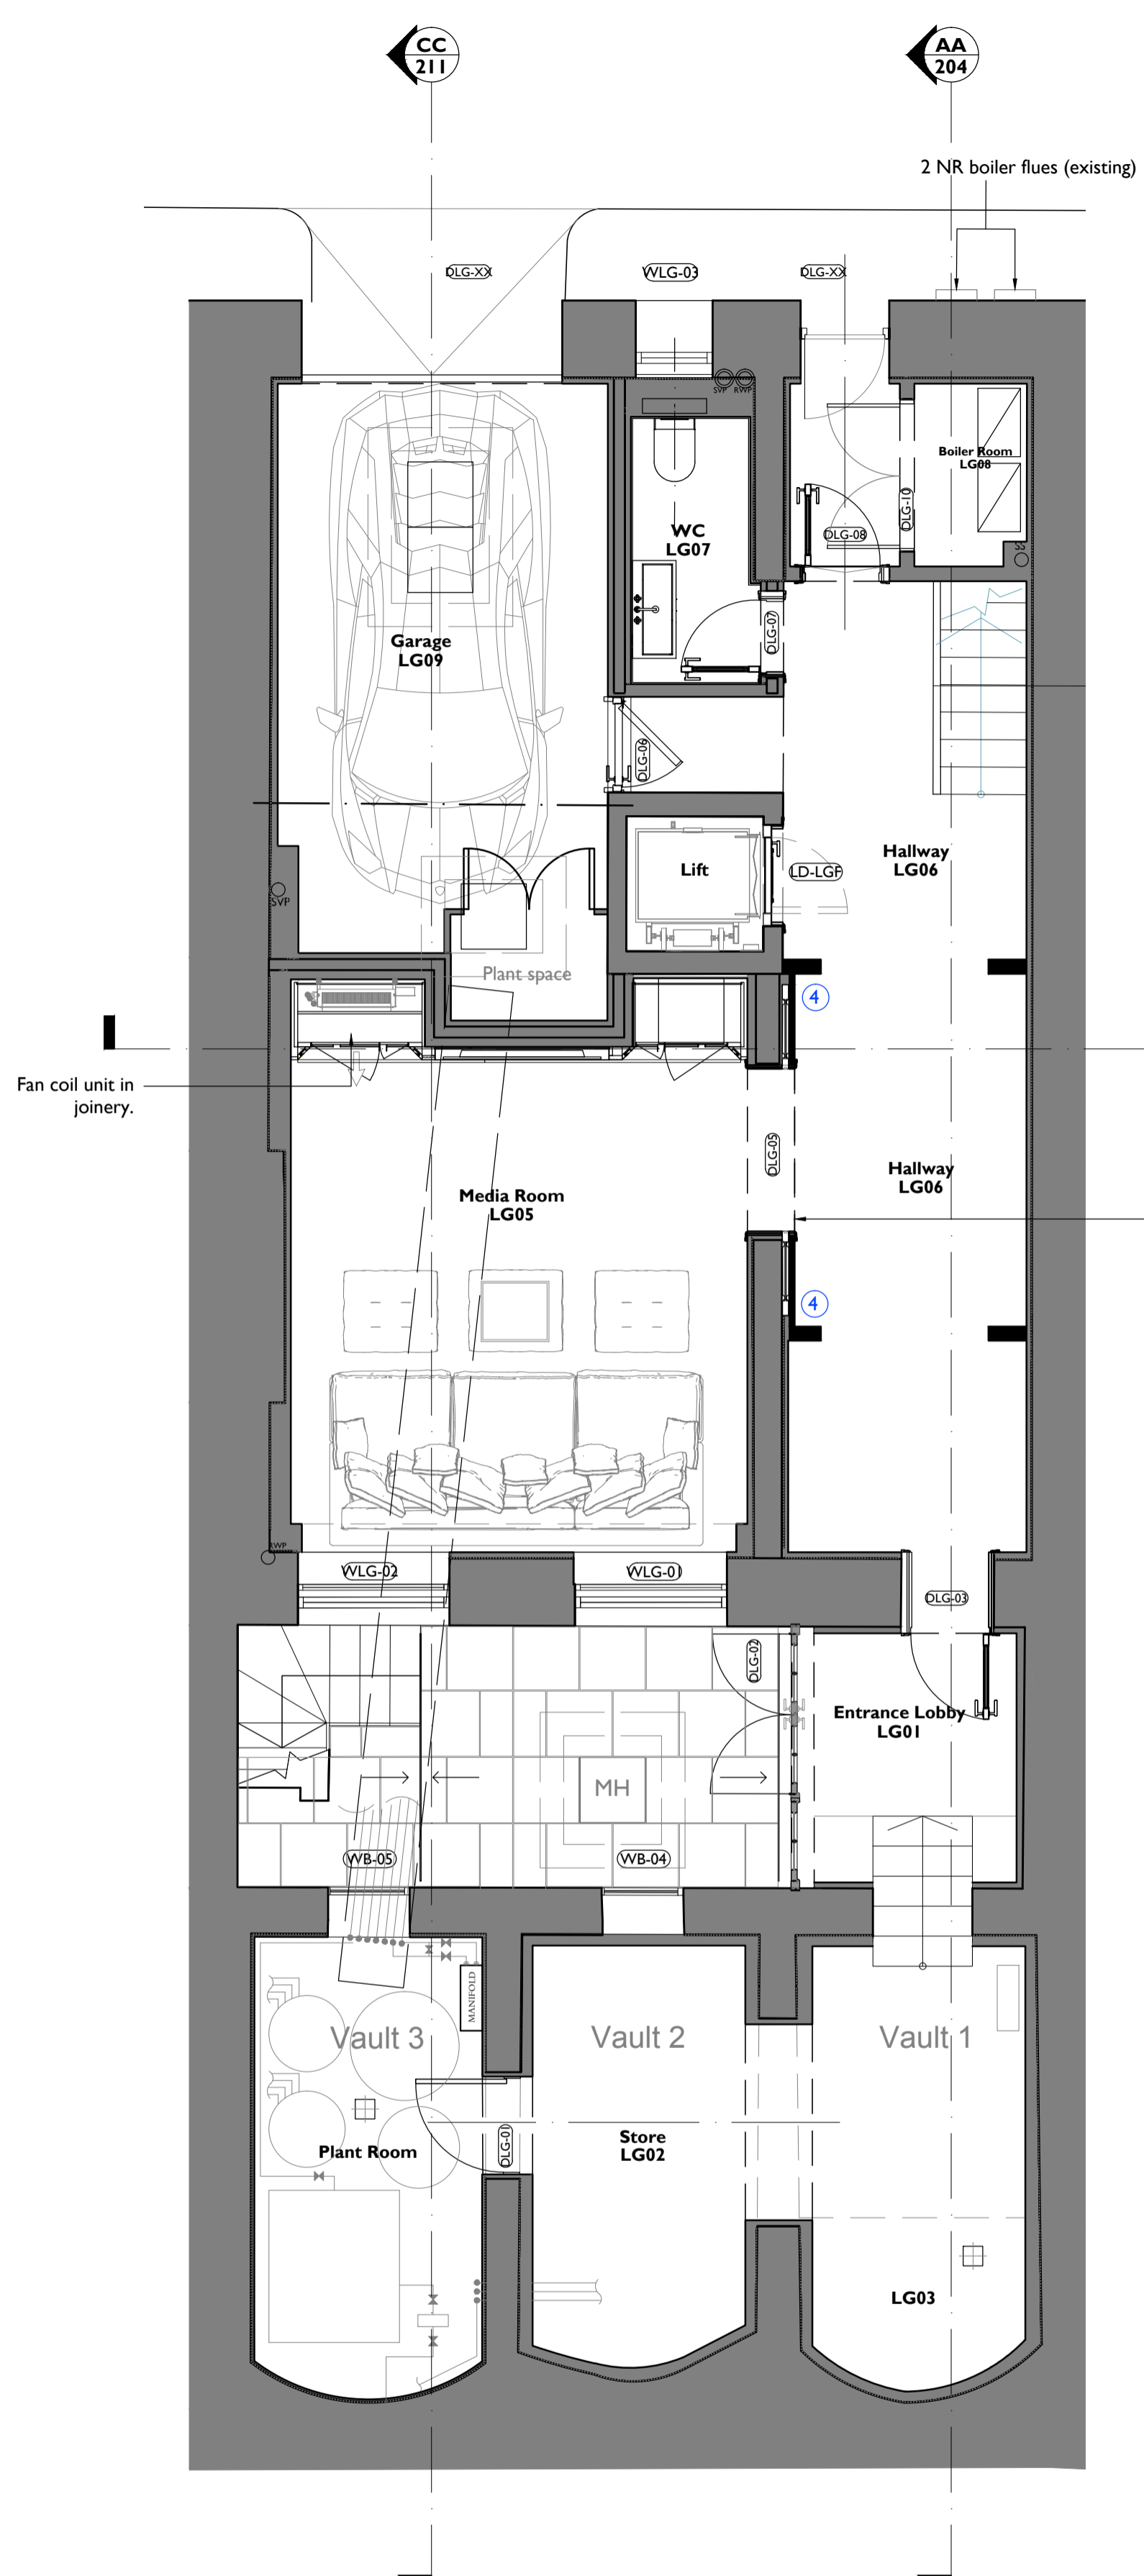 CC
211
AA
204
2 NR boiler flues (existing)
DLG-XX
WLG-03
DLG-XX
SVP
RWP
Boiler Room
LG08
DLG-10
DLG-08
WC
LG07
DLG-07
Garage
LG09
DLG-06
Lift
LD-LGF
Hallway
LG06
SVP
Plant space
4
Fan coil unit in
joinery.
DLG-05
Media Room
LG05
Hallway
LG06
4
RWP
WLG-02
WLG-01
DLG-03
DLG-02
Entrance Lobby
LG01
MH
WB-05
WB-04
MANIFOLD
Vault 3
Vault 2
Vault 1
DLG-01
Plant Room
Store
LG02
LG03